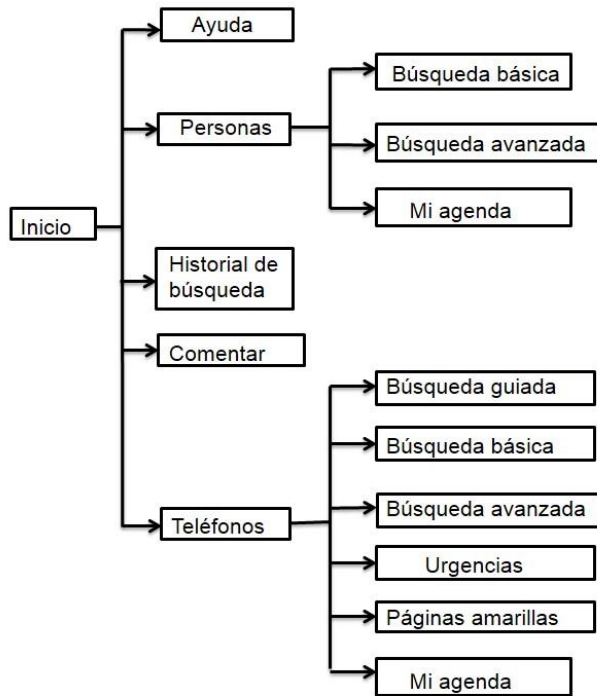 Ayuda
Personas
Búsqueda básica
Búsqueda avanzada
Mi agenda
Inicio
Historial de
búsqueda
Comentar
Teléfonos
Búsqueda guiada
Búsqueda básica
Búsqueda avanzada
Urgencias
Páginas amarillas
Mi agenda